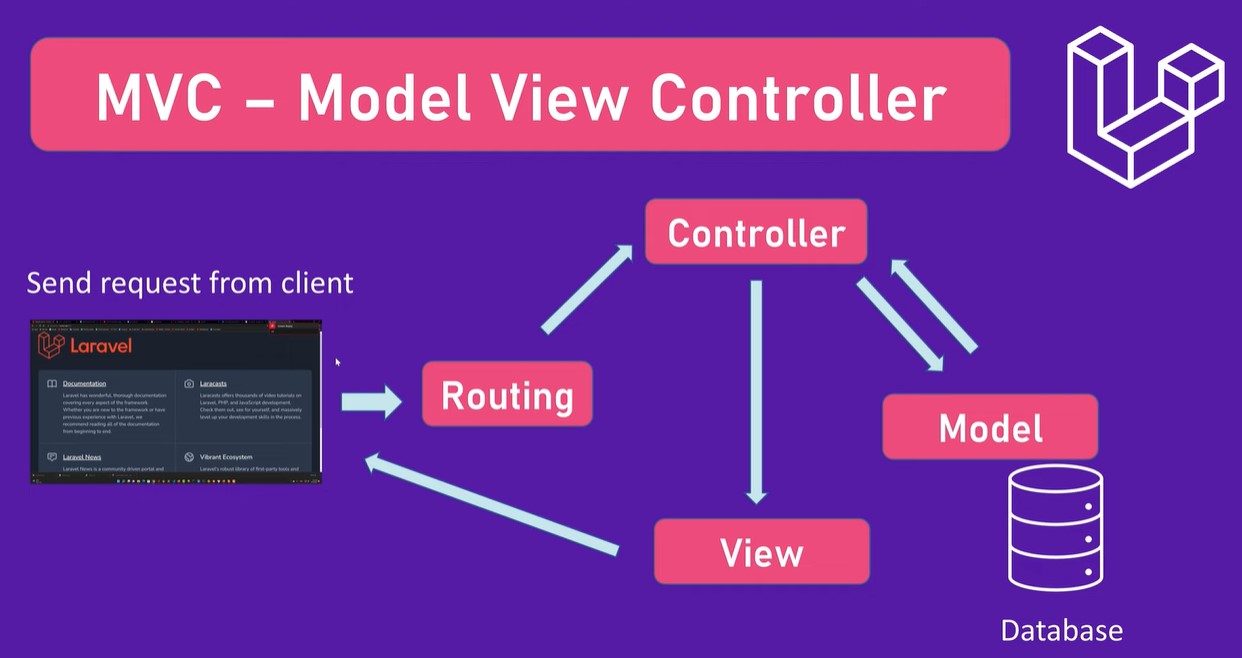 MVC – Model View Controller
Controller
Send request from client
Laravel
Documentation
Laravel has wonderful, thorough documentation
covering every aspect of the framework.
Whether you are new to the framework or have
previous experience with Laravel, we
recommend reading all of the documentation
from beginning to end.
Laracasts
Laracasts offers thousands of video tutorials on
Laravel, PHP, and JavaScript development.
Check them out, see for yourself, and massively
level up your development skills in the process.
Laravel News
Laravel News is a community driven portal and
Vibrant Ecosystem
Laravel's robust library of first-party tools and
Routing
Model
View
Database